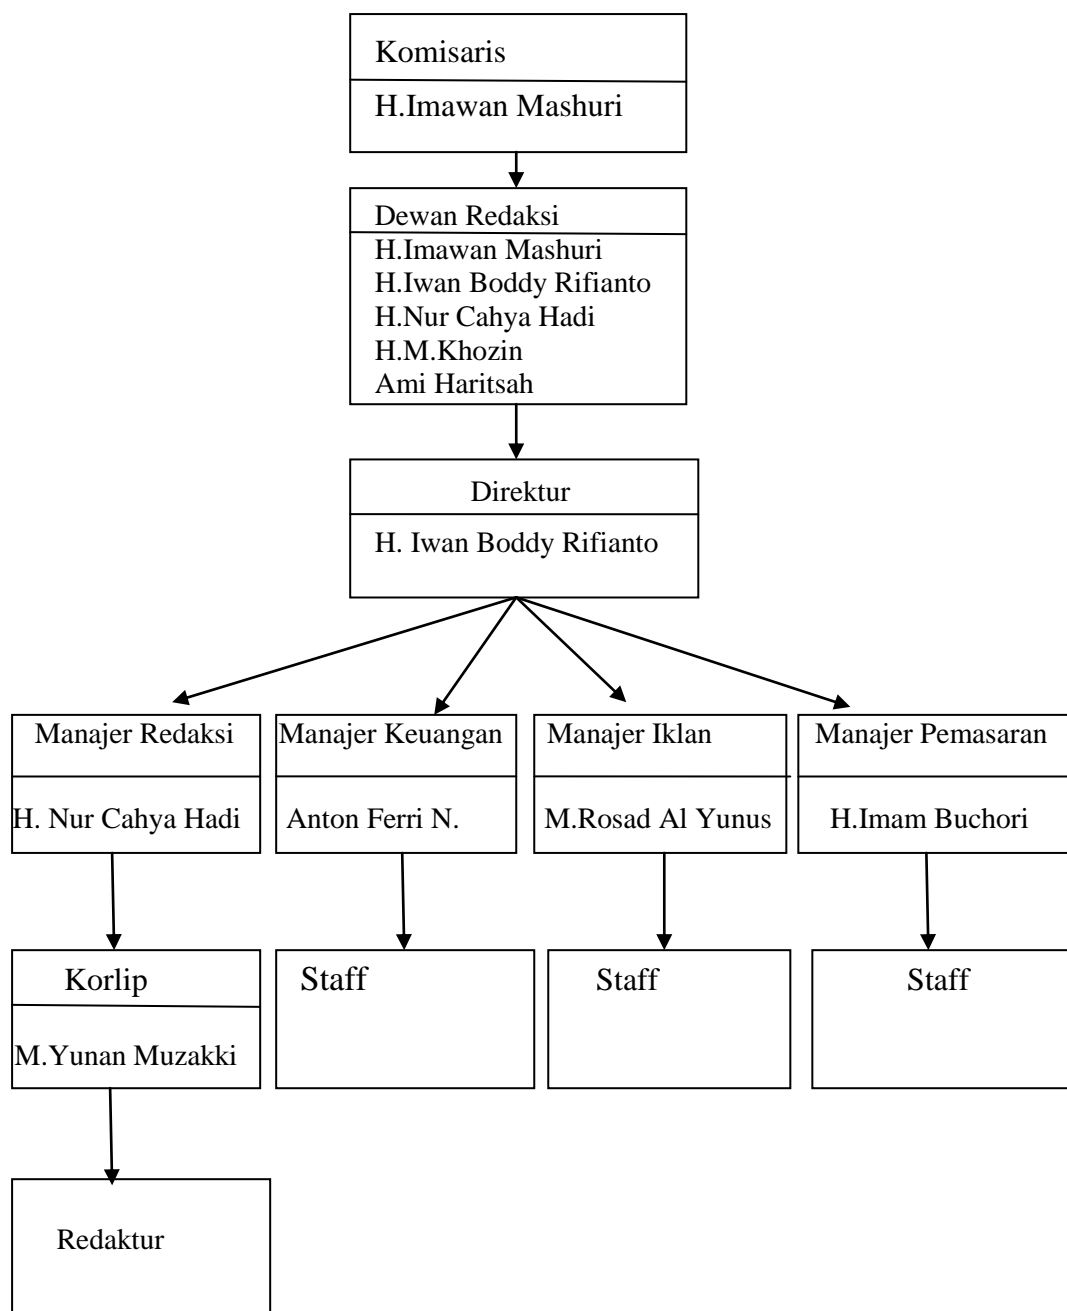 Komisaris
H.Imawan Mashuri
Dewan Redaksi
H.Imawan Mashuri
H.Iwan Boddy Rifianto
H.Nur Cahya Hadi
H.M.Khozin
Ami Haritsah
Direktur
H. Iwan Boddy Rifianto
Manajer Redaksi
H. Nur Cahya Hadi
Manajer Keuangan
Anton Ferri N.
Manajer Iklan
M.Rosad Al Yunus
Manajer Pemasaran
H.Imam Buchori
Korlip
M.Yunan Muzakki
Staff
Staff
Staff
Redaktur